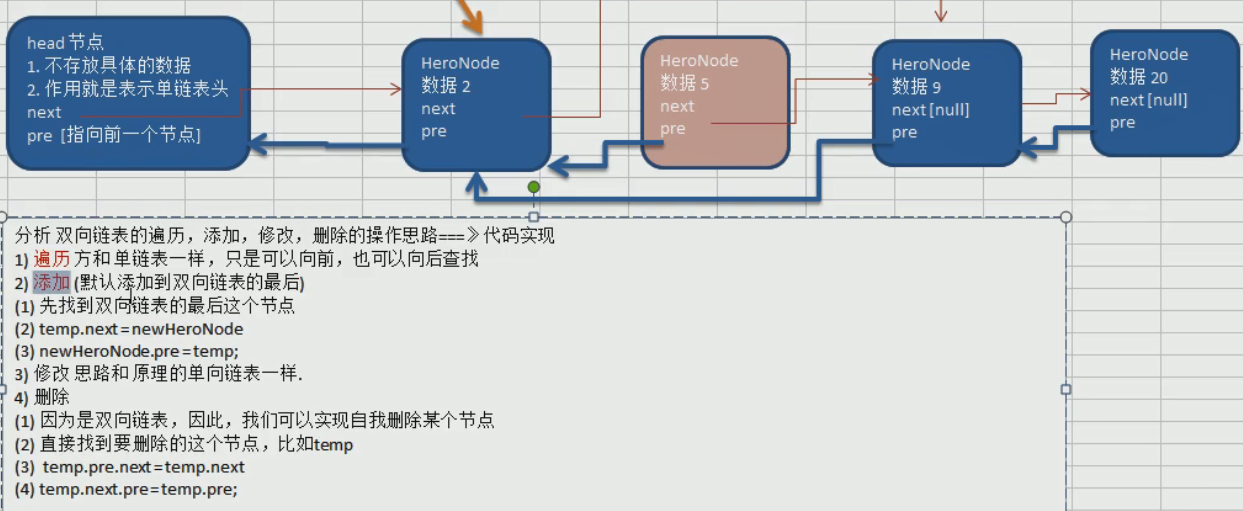 head 节点
1. 不存放具体的数据
2. 作用就是表示单链表头
next
pre [指向前一个节点]
HeroNode
数据 2
next
pre
HeroNode
数据 5
next
pre
HeroNode
数据 9
next[null]
pre
HeroNode
数据 20
next[null]
pre
分析 双向链表的遍历，添加，修改，删除的操作思路===》代码实现
1) 遍历 方和 单链表一样，只是可以向前，也可以向后查找
2) 添加 (默认添加到双向链表的最后)
(1) 先找到双向链表的最后这个节点
(2) temp.next = newHeroNode
(3) newHeroNode.pre = temp;
3) 修改 思路和 原理的单向链表一样.
4) 删除
(1) 因为是双向链表，因此，我们可以实现自我删除某个节点
(2) 直接找到要删除的这个节点，比如temp
(3) temp.pre.next = temp.next
(4) temp.next.pre = temp.pre;